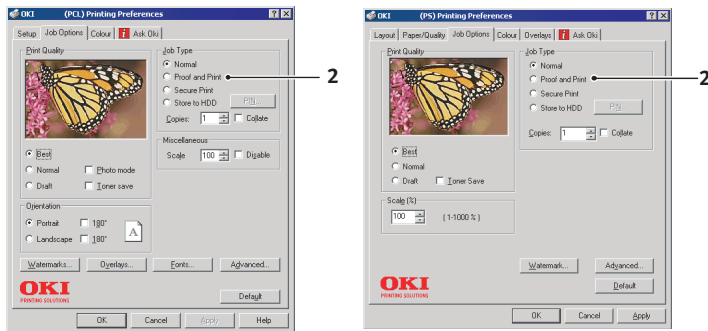 OKI (PCL) Printing Preferences
Setup Job Options Colour Ask Oki
Print Quality
Job Type
Normal
Proof and Print
2
Secure Print
Store to HDD PIN...
Copies: 1 Collate
Miscellaneous
Scale 100 Disable
Best
Normal Photo mode
Draft Toner save
Orientation
Portrait 180°
Landscape 180°
A
Watermarks... Overlays... Fonts... Advanced...
OKI
PRINTING SOLUTIONS
Default
OK Cancel Apply Help
OKI (PS) Printing Preferences
Layout Paper/Quality Job Options Colour Overlays Ask Oki
Print Quality
Job Type
Normal
Proof and Print
2
Secure Print
Store to HDD PIN...
Copies: 1 Collate
Best
Normal
Draft Toner Save
Scale (%)
100 (1-1000 %)
Watermark... Advanced...
OKI
PRINTING SOLUTIONS
Default
OK Cancel Apply